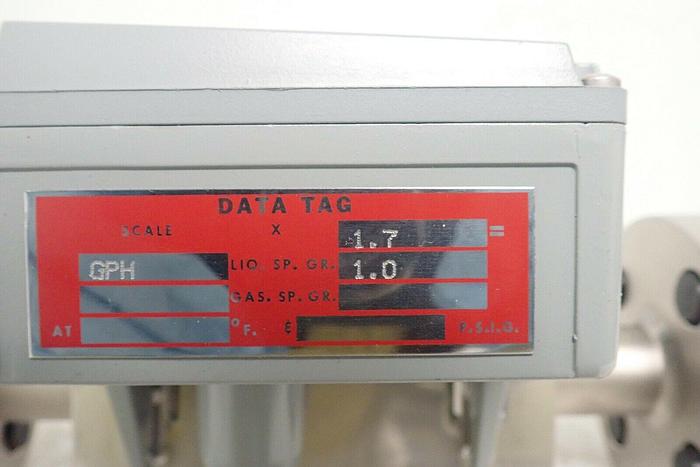 DATA TAG
SCALE X 1.7 =
GPH LIQ. SP. GR. 1.0
GAS. SP. GR.
AT °F. & P.S.I.G.